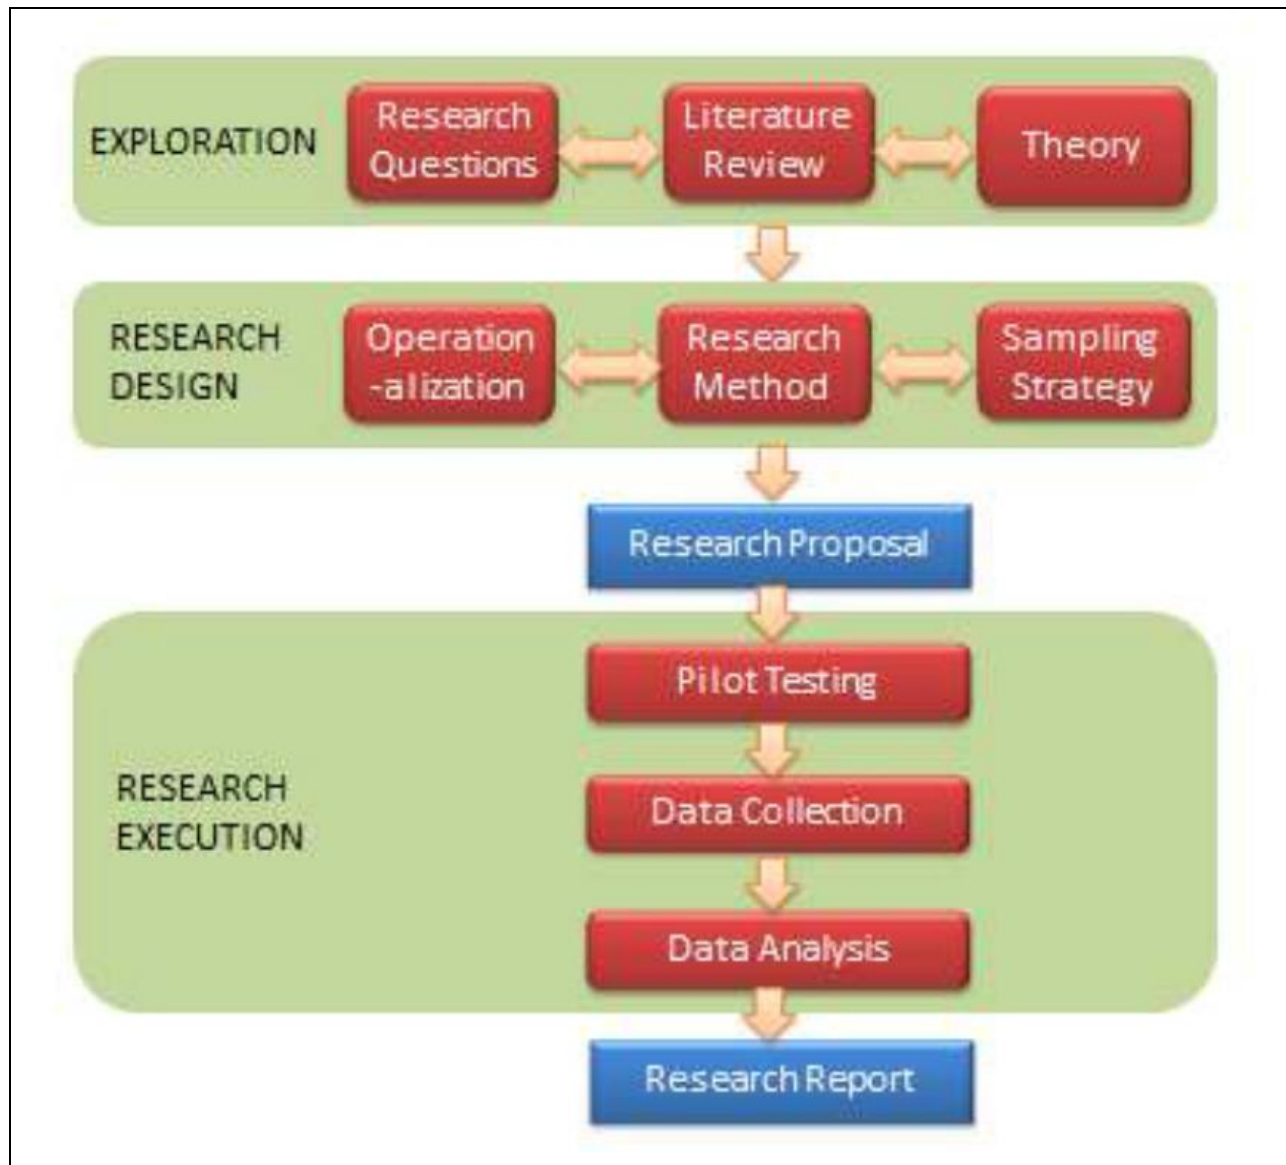 EXPLORATION
Research
Questions
Literature
Review
Theory
RESEARCH
DESIGN
Operation
-alization
Research
Method
Sampling
Strategy
Research Proposal
RESEARCH
EXECUTION
Pilot Testing
Data Collection
Data Analysis
Research Report